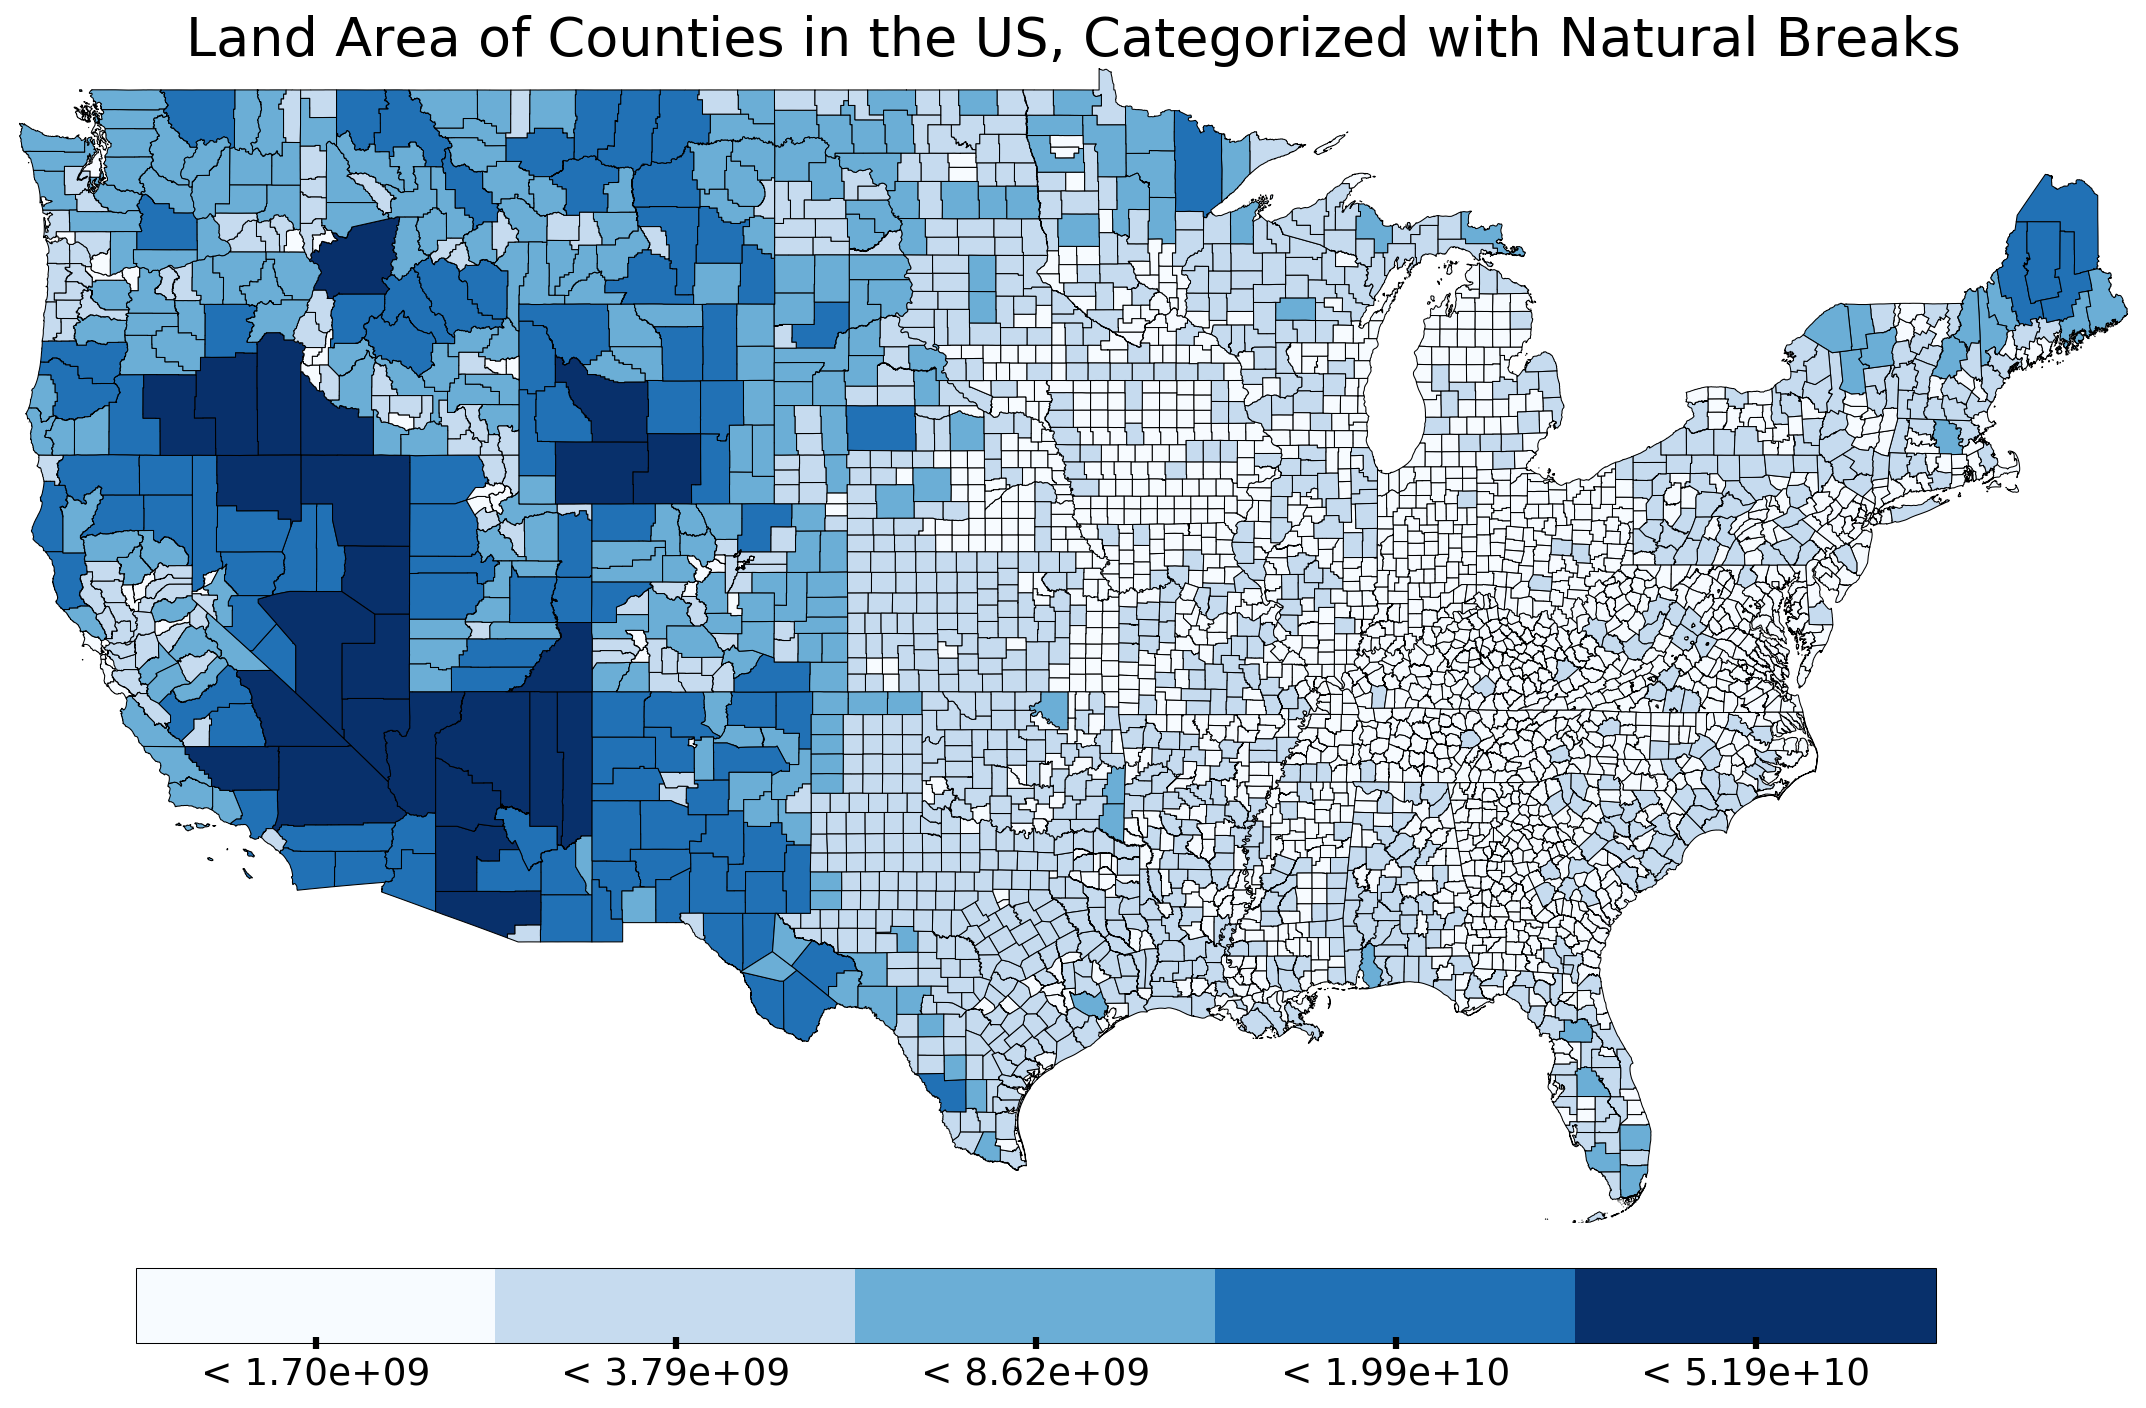 Land Area of Counties in the US, Categorized with Natural Breaks
< 1.70e+09
< 3.79e+09
< 8.62e+09
< 1.99e+10
< 5.19e+10